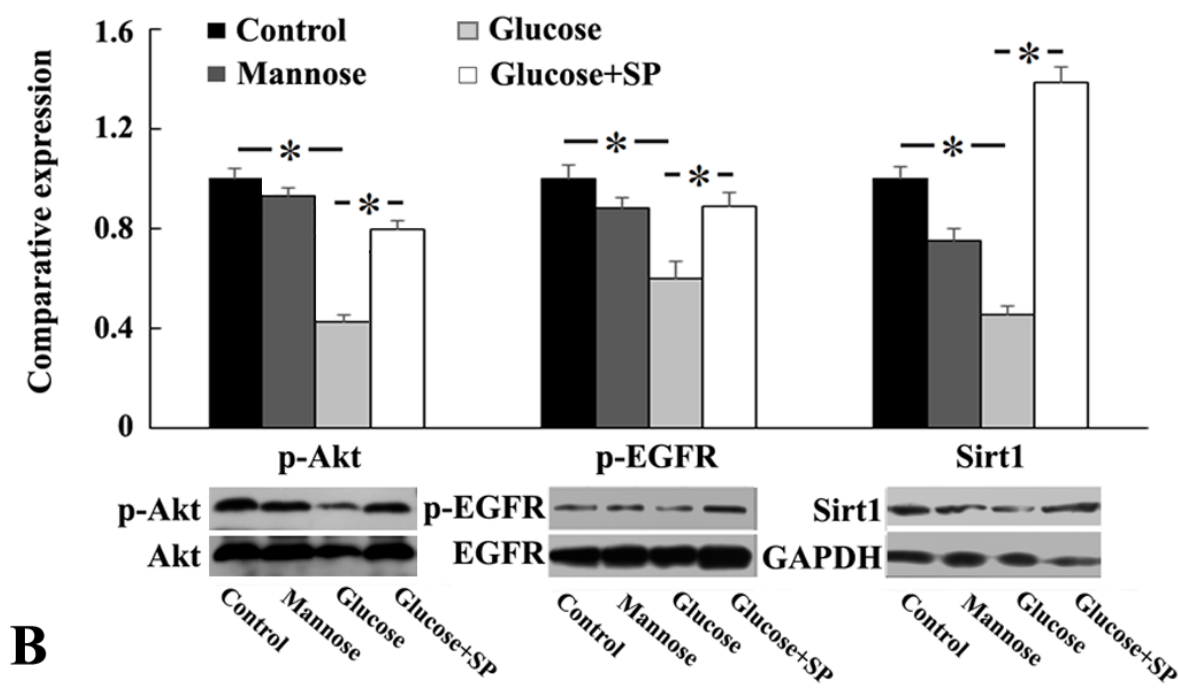 1.6
1.2
0.8
0.4
0
Comparative expression
Control
Glucose
Mannose
Glucose+SP
*
*
*
*
*
*
p-Akt
p-EGFR
Sirt1
p-Akt
p-EGFR
Sirt1
Akt
EGFR
GAPDH
Control
Mannose
Glucose
Glucose+SP
Control
Mannose
Glucose
Glucose+SP
Control
Mannose
Glucose
Glucose+SP
B